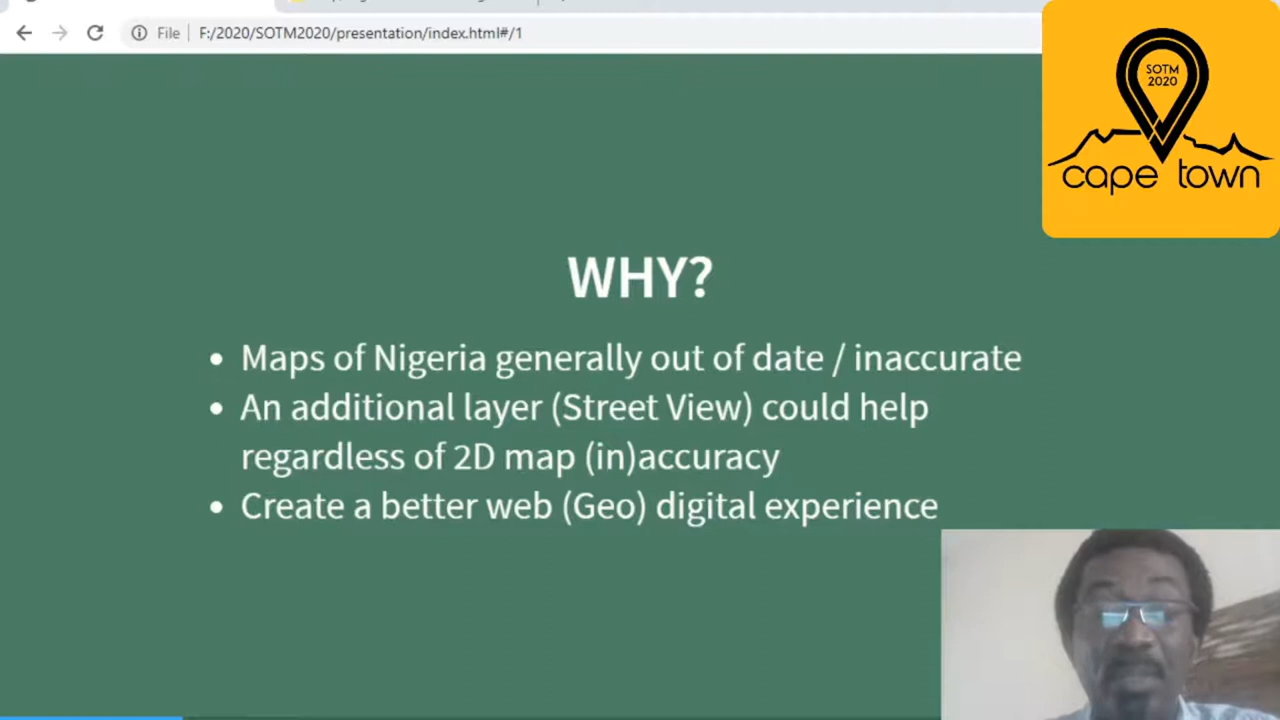 File
F:/2020/SOTM2020/presentation/index.html#/1
SOTM
2020
cape town
WHY?
• Maps of Nigeria generally out of date / inaccurate
• An additional layer (Street View) could help
regardless of 2D map (in)accuracy
• Create a better web (Geo) digital experience